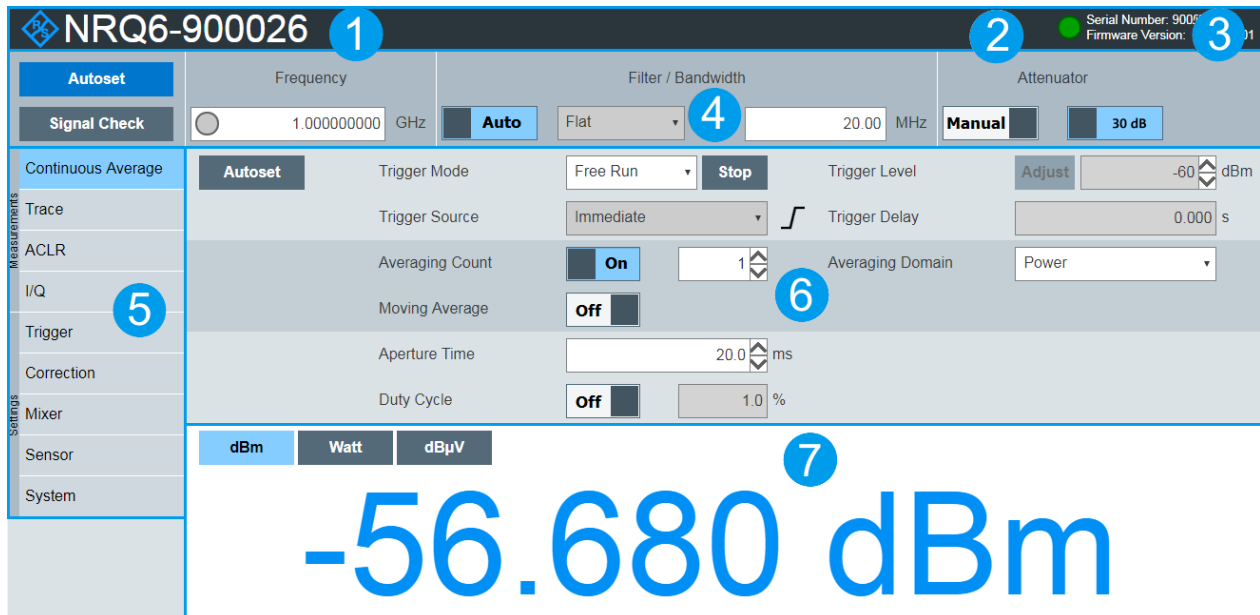 NRQ6-900026
1
2
Serial Number:
Firmware Version:
3
Autoset
Frequency
Filter / Bandwidth
Attenuator
Signal Check
1.000000000 GHz
Auto
Flat
4
20.00 MHz
Manual
30 dB
Measurements
Continuous Average
Trace
ACLR
I/Q
5
Trigger
Correction
Settings
Mixer
Sensor
System
Autoset
Trigger Mode
Free Run
Stop
Trigger Level
Adjust
-60 dBm
Trigger Source
Immediate
Trigger Delay
0.000 s
Averaging Count
On
1
Averaging Domain
Power
6
Moving Average
Off
Aperture Time
20.0 ms
Duty Cycle
Off
1.0 %
dBm
Watt
dBµV
7
-56.680 dBm